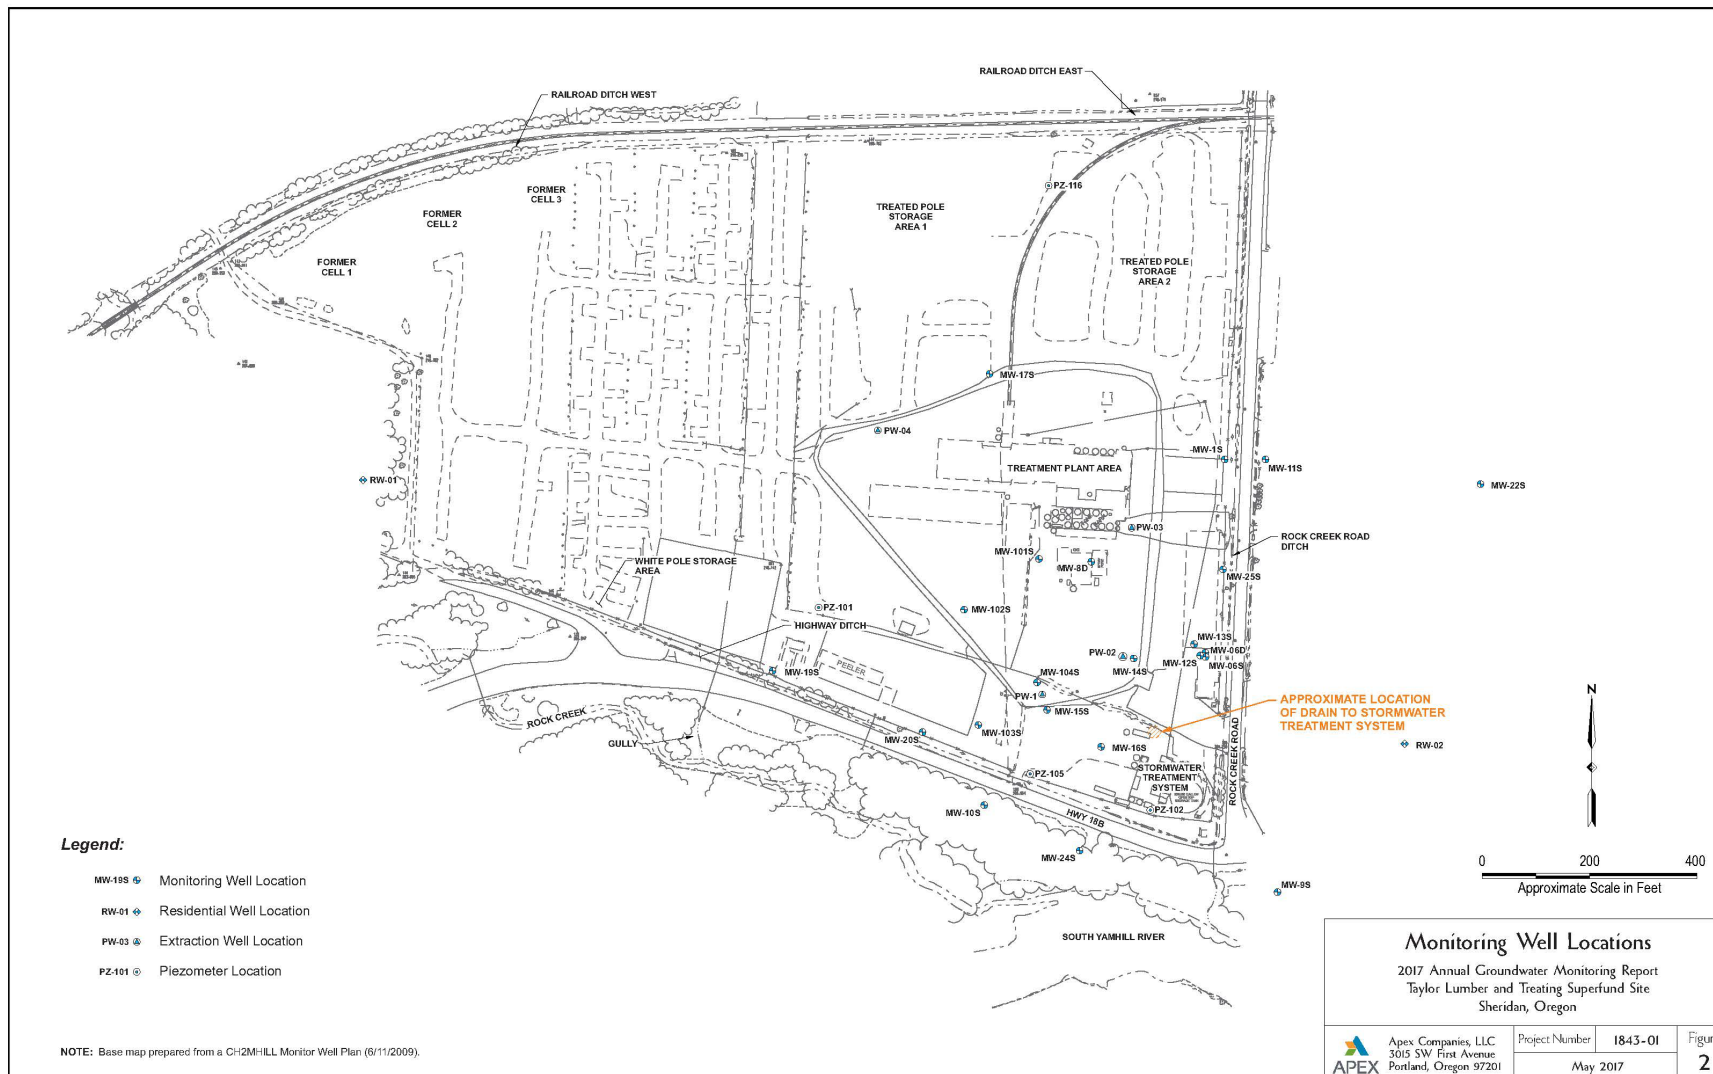 RAILROAD DITCH EAST
RAILROAD DITCH WEST
FORMER
CELL 3
FORMER
CELL 2
FORMER
CELL 1
TREATED POLE
STORAGE
AREA 1
PZ-116
TREATED POLE
STORAGE
AREA 2
MW-17S
PW-04
MW-1S
MW-11S
TREATMENT PLANT AREA
RW-01
MW-22S
PW-03
ROCK CREEK ROAD
DITCH
MW-101S
MW-8D
MW-25S
WHITE POLE STORAGE
AREA
PZ-101
MW-102S
HIGHWAY DITCH
MW-13S
MW-06D
PW-02
MW-12S
MW-06S
MW-14S
PEELER
MW-19S
MW-104S
PW-1
MW-15S
APPROXIMATE LOCATION
OF DRAIN TO STORMWATER
TREATMENT SYSTEM
N
ROCK CREEK
GULLY
MW-20S
MW-103S
MW-16S
ROCK CREEK ROAD
RW-02
PZ-105
STORMWATER
TREATMENT
SYSTEM
PZ-102
MW-10S
HWY 18B
MW-24S
MW-9S
SOUTH YAMHILL RIVER
Legend:
MW-19S Monitoring Well Location
RW-01 Residential Well Location
PW-03 Extraction Well Location
PZ-101 Piezometer Location
NOTE: Base map prepared from a CH2MHILL Monitor Well Plan (6/11/2009).
0 200 400
Approximate Scale in Feet
Monitoring Well Locations
2017 Annual Groundwater Monitoring Report
Taylor Lumber and Treating Superfund Site
Sheridan, Oregon
APEX
Apex Companies, LLC
3015 SW First Avenue
Portland, Oregon 97201
Project Number 1843-01
May 2017
Figur
2